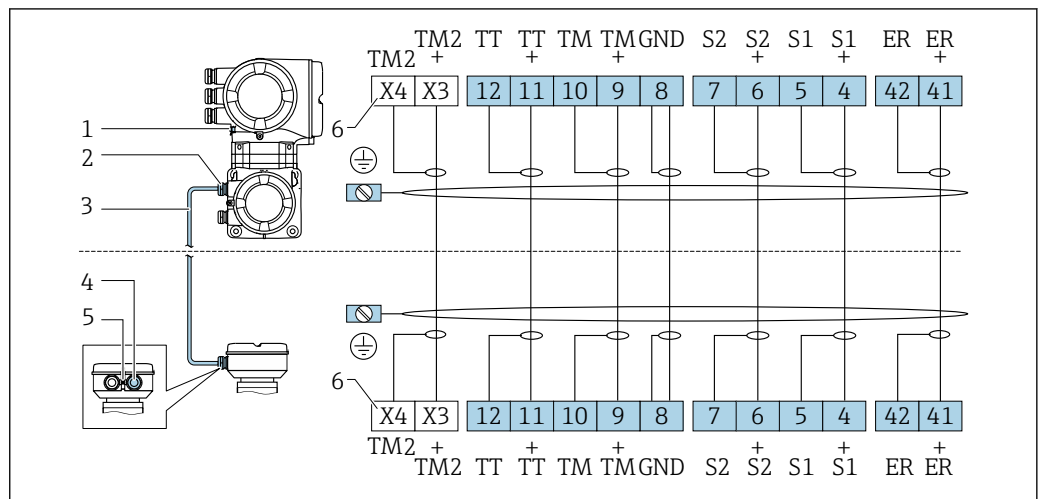 TM2 TT TT TM TM GND S2 S2 S1 S1 ER ER
TM2 + + + + + +
X4 X3 12 11 10 9 8 7 6 5 4 42 41
6
1
2
3
4
5
6
X4 X3 12 11 10 9 8 7 6 5 4 42 41
TM2 + + + + + +
TM2 TT TT TM TM GND S2 S2 S1 S1 ER ER